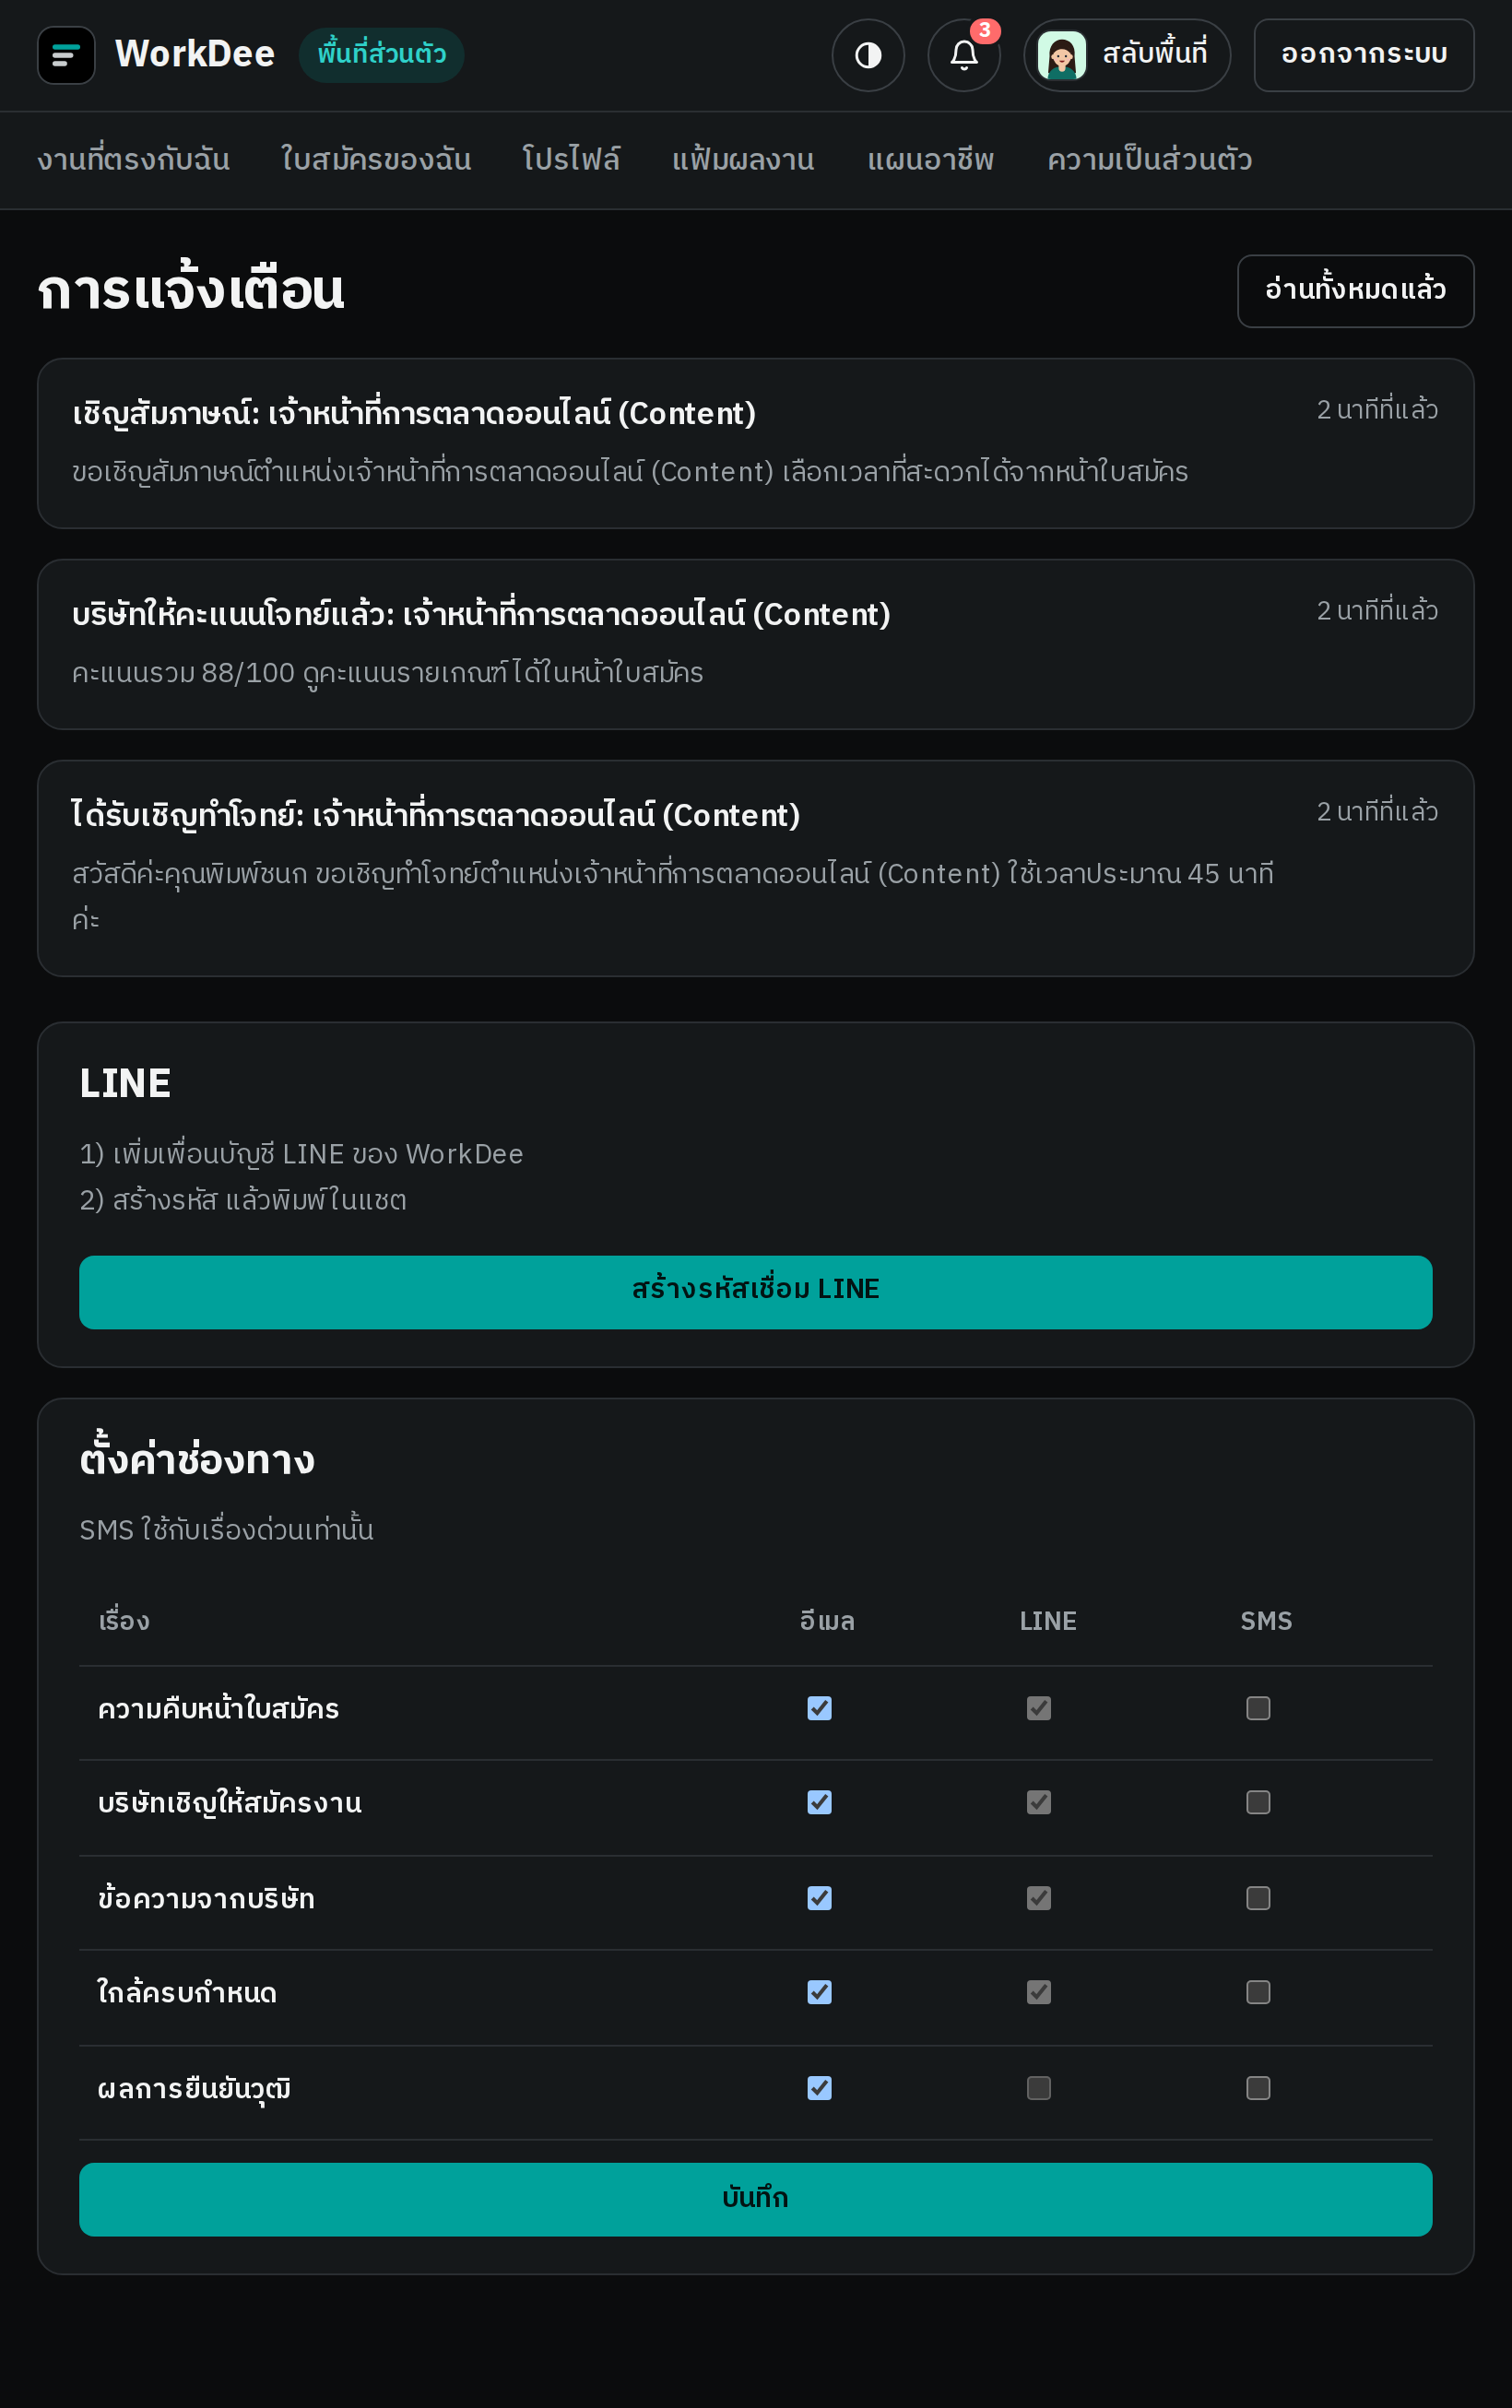 WorkDee พื้นที่ส่วนตัว 3 สลับพื้นที่ ออกจากระบบ
งานที่ตรงกับฉัน ใบสมัครของฉัน โปรไฟล์ แฟ้มผลงาน แผนอาชีพ ความเป็นส่วนตัว
การแจ้งเตือน อ่านทั้งหมดแล้ว
เชิญสัมภาษณ์: เจ้าหน้าที่การตลาดออนไลน์ (Content) 2 นาทีที่แล้ว
ขอเชิญสัมภาษณ์ตำแหน่งเจ้าหน้าที่การตลาดออนไลน์ (Content) เลือกเวลาที่สะดวกได้จากหน้าใบสมัคร
บริษัทให้คะแนนโจทย์แล้ว: เจ้าหน้าที่การตลาดออนไลน์ (Content) 2 นาทีที่แล้ว
คะแนนรวม 88/100 ดูคะแนนรายเกณฑ์ได้ในหน้าใบสมัคร
ได้รับเชิญทำโจทย์: เจ้าหน้าที่การตลาดออนไลน์ (Content) 2 นาทีที่แล้ว
สวัสดีค่ะคุณพิมพ์ชนก ขอเชิญทำโจทย์ตำแหน่งเจ้าหน้าที่การตลาดออนไลน์ (Content) ใช้เวลาประมาณ 45 นาที
ค่ะ
LINE
1) เพิ่มเพื่อนบัญชี LINE ของ WorkDee
2) สร้างรหัส แล้วพิมพ์ในแชต
สร้างรหัสเชื่อม LINE
ตั้งค่าช่องทาง
SMS ใช้กับเรื่องด่วนเท่านั้น
เรื่อง อีเมล LINE SMS
ความคืบหน้าใบสมัคร
บริษัทเชิญให้สมัครงาน
ข้อความจากบริษัท
ใกล้ครบกำหนด
ผลการยืนยันวุฒิ
บันทึก